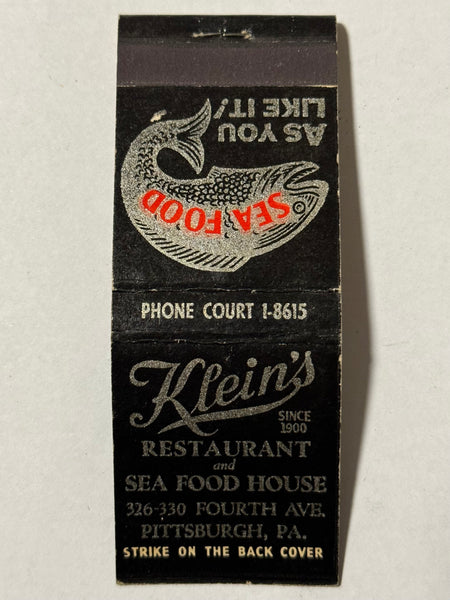 SEA FOOD
AS YOU
LIKE IT!
PHONE COURT 1-8615
Klein's
SINCE
1900
RESTAURANT
and
SEA FOOD HOUSE
326-330 FOURTH AVE.
PITTSBURGH, PA.
STRIKE ON THE BACK COVER